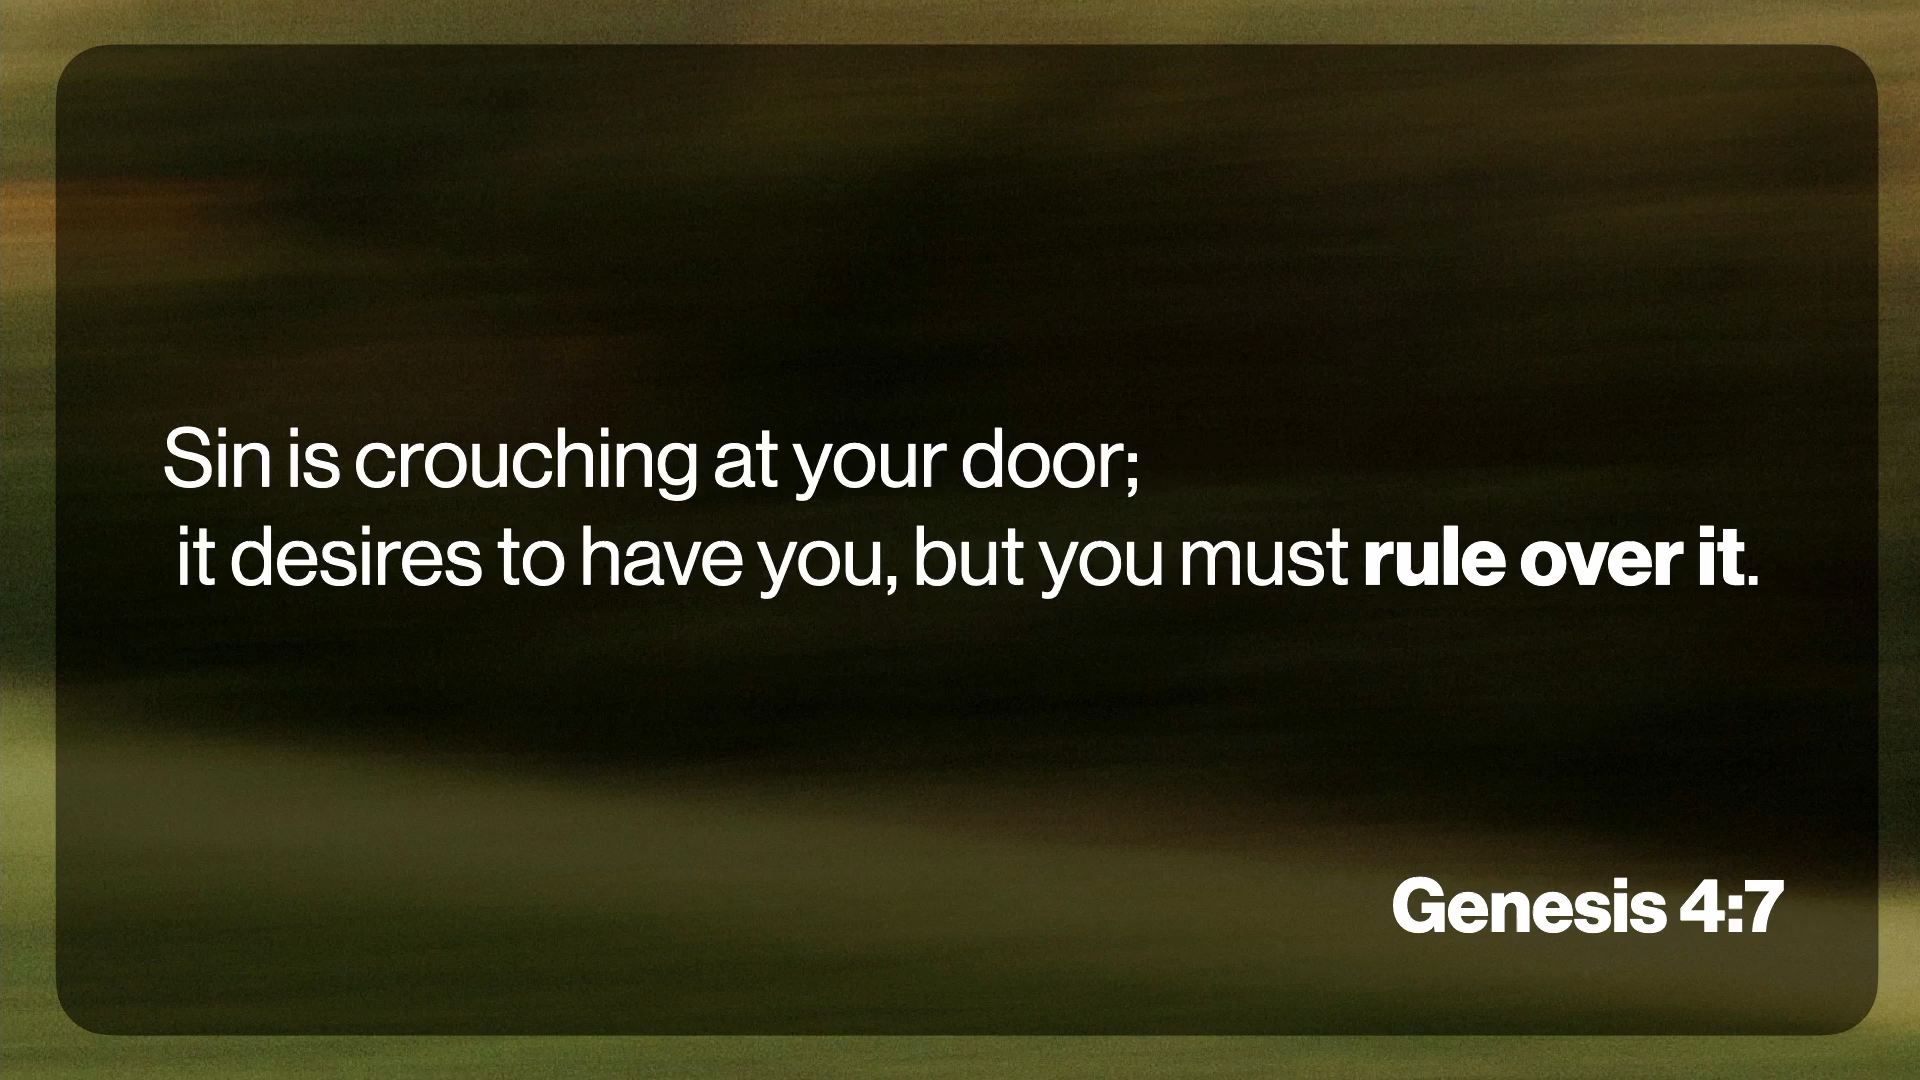 Sin is crouching at your door;
it desires to have you, but you must rule over it.
Genesis 4:7